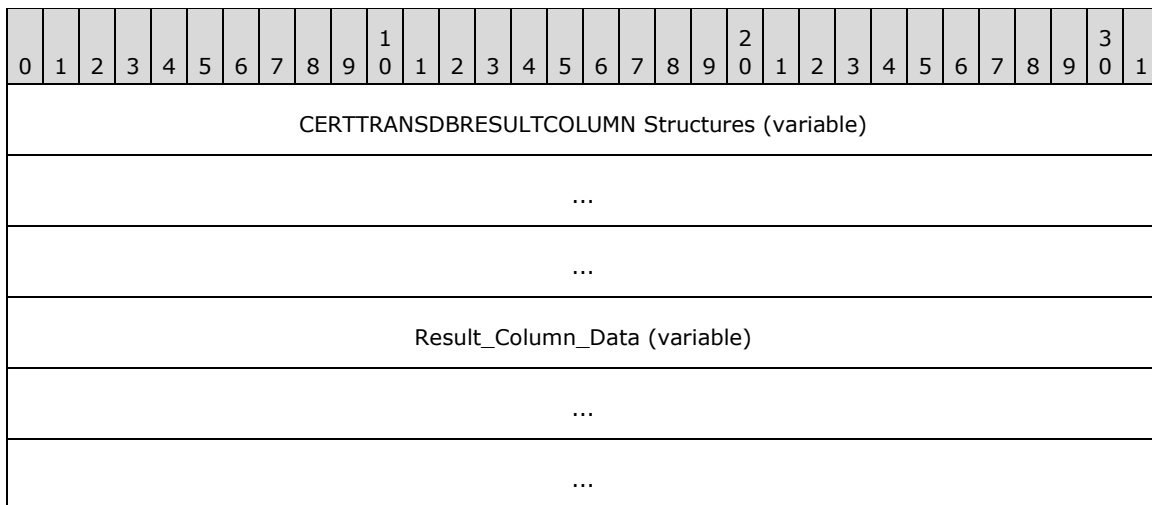 1 2 3
0 1 2 3 4 5 6 7 8 9 0 1 2 3 4 5 6 7 8 9 0 1 2 3 4 5 6 7 8 9 0 1
CERTTRANSDBRESULTCOLUMN Structures (variable)
...
...
Result_Column_Data (variable)
...
...